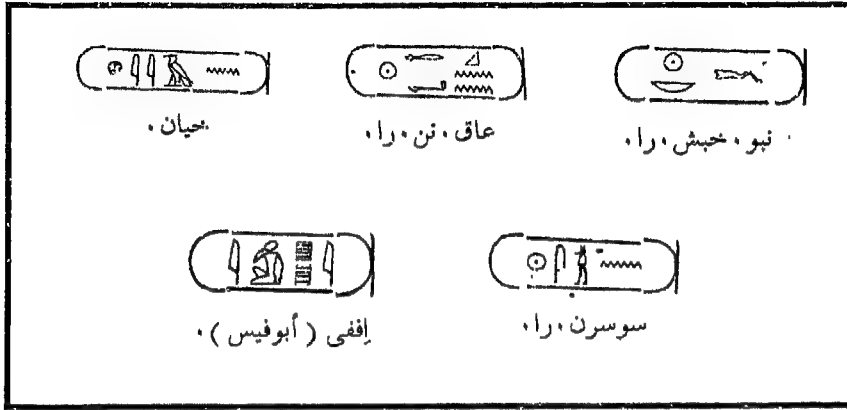 نبو ، خبش ، را ،
عاق ، نن ، را ،
خيان ،
سوسرن ، را ،
إففى ( أبوفيس ) ،